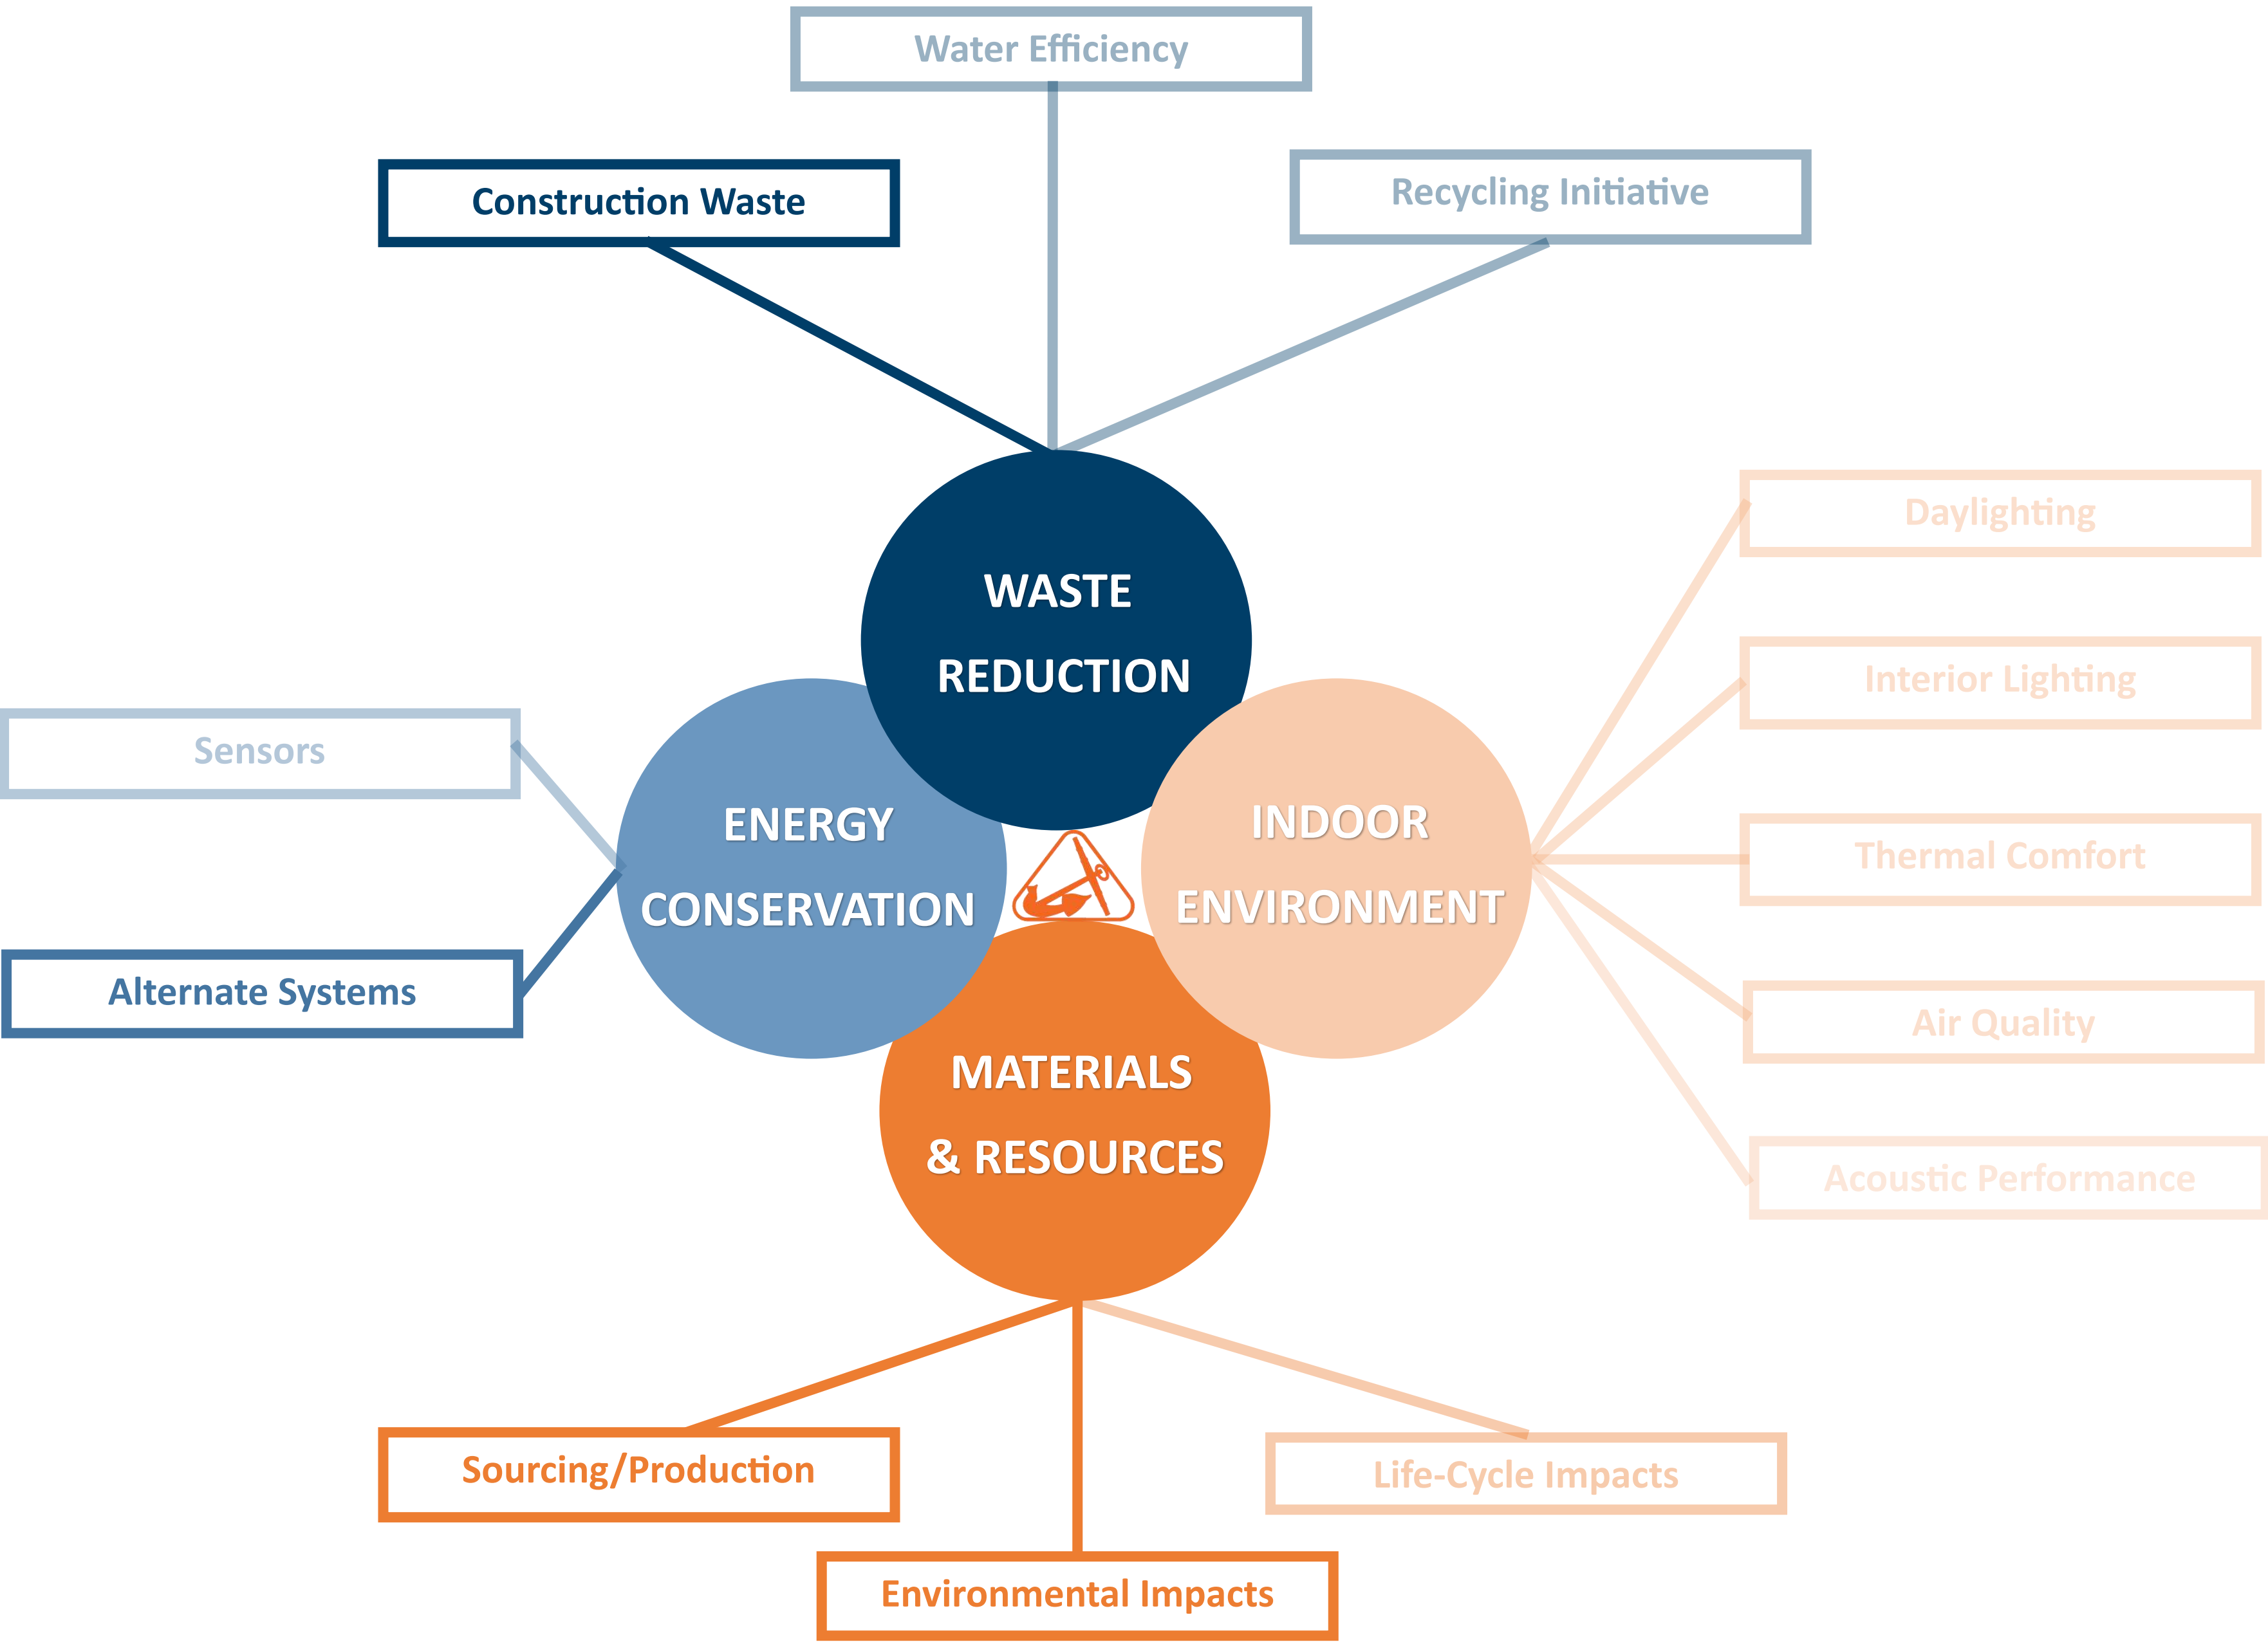 Water Efficiency
Construction Waste
Recycling Initiative
WASTE
REDUCTION
Daylighting
Interior Lighting
Thermal Comfort
Air Quality
Acoustic Performance
INDOOR
ENVIRONMENT
Sensors
Alternate Systems
ENERGY
CONSERVATION
MATERIALS
& RESOURCES
Sourcing/Production
Life-Cycle Impacts
Environmental Impacts